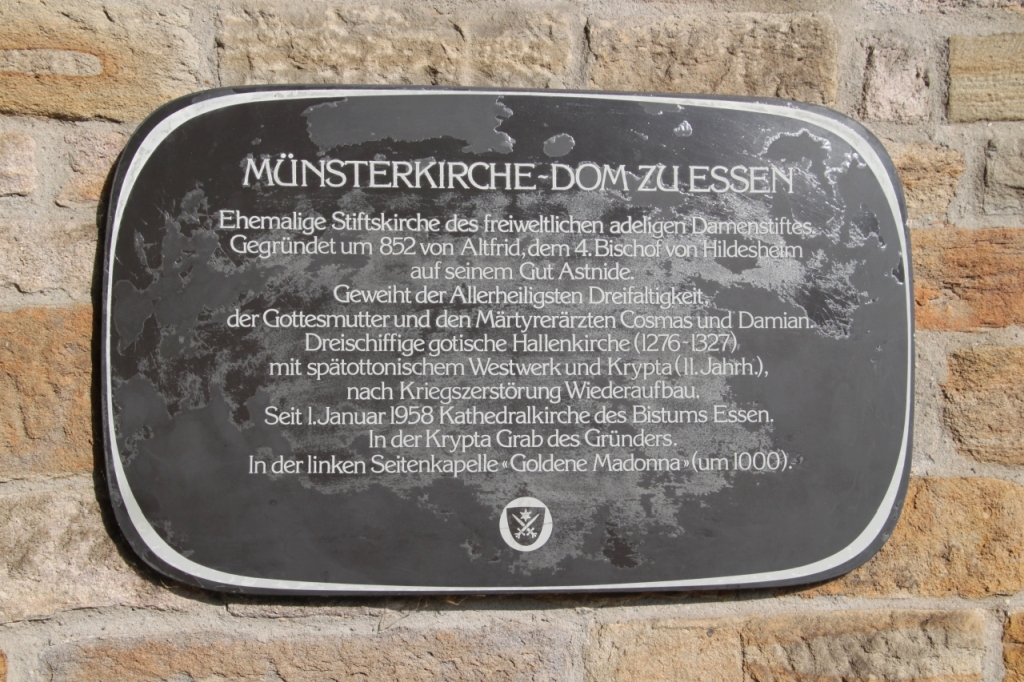 MÜNSTERKIRCHE-DOM ZU ESSEN
Ehemalige Stiftskirche des freiweltlichen adeligen Damenstiftes.
Gegründet um 852 von Altfrid, dem 4. Bischof von Hildesheim
auf seinem Gut Astnide.
Geweiht der Allerheiligsten Dreifaltigkeit,
der Gottesmutter und den Märtyrerärzten Cosmas und Damian.
Dreischiffige gotische Hallenkirche (1276-1327)
mit spätottonischem Westwerk und Krypta (11. Jahrh.),
nach Kriegszerstörung Wiederaufbau.
Seit 1. Januar 1958 Kathedralkirche des Bistums Essen.
In der Krypta Grab des Gründers.
In der linken Seitenkapelle «Goldene Madonna» (um 1000).